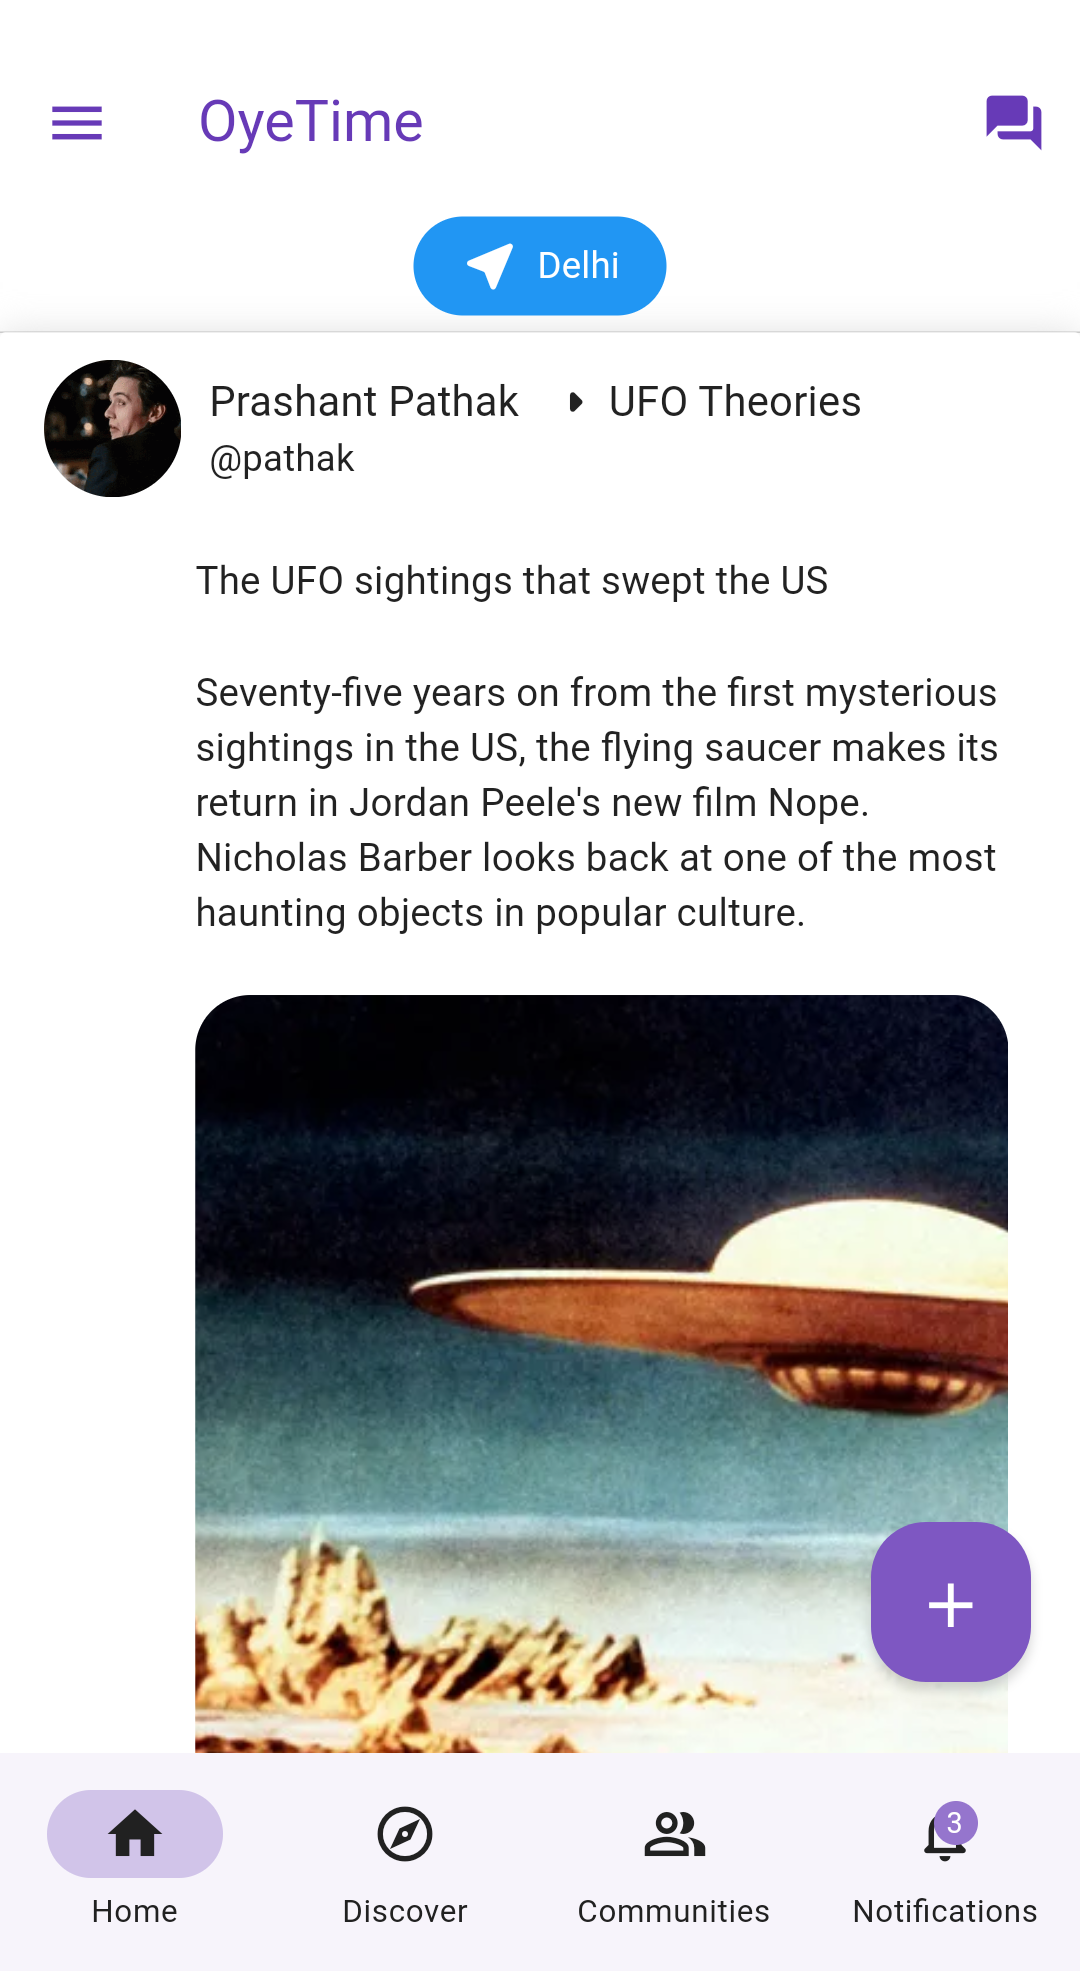 OyeTime
Delhi
Prashant Pathak UFO Theories
@pathak
The UFO sightings that swept the US
Seventy-five years on from the first mysterious
sightings in the US, the flying saucer makes its
return in Jordan Peele's new film Nope.
Nicholas Barber looks back at one of the most
haunting objects in popular culture.
3
Home Discover Communities Notifications